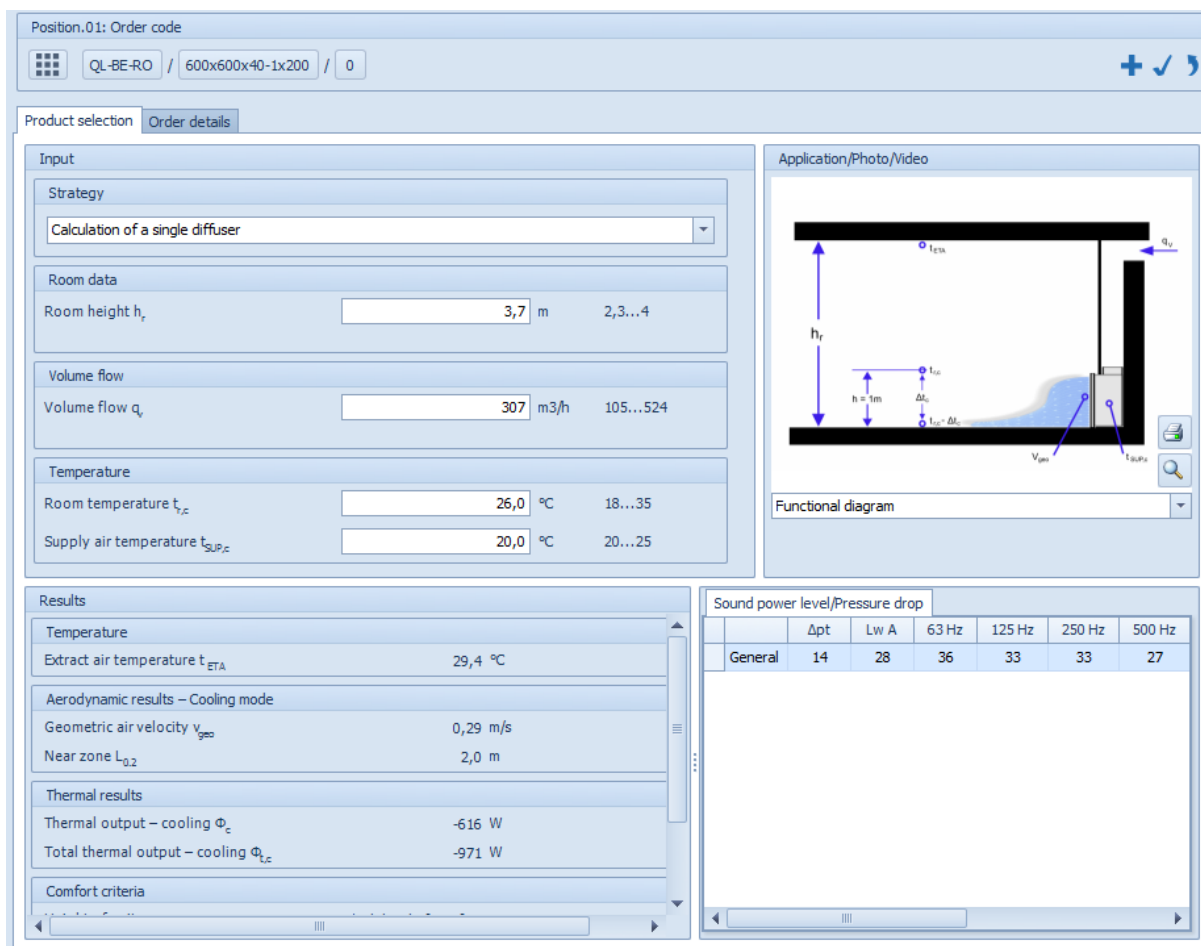 Position.01: Order code
QL-BE-RO / 600x600x40-1x200 / 0
Product selection Order details
Input
Strategy
Calculation of a single diffuser
Room data
Room height hr 3,7 m 2,3...4
Volume flow
Volume flow qv 307 m3/h 105...524
Temperature
Room temperature tr,c 26,0 °C 18...35
Supply air temperature tSUP,c 20,0 °C 20...25
Application/Photo/Video
tETA
qv
hr
tr,c
h = 1m
Δtc
tr,c - Δtc
Vgeo
tSUP,c
Functional diagram
Results
Temperature
Extract air temperature t ETA 29,4 °C
Aerodynamic results – Cooling mode
Geometric air velocity vgeo 0,29 m/s
Near zone L0.2 2,0 m
Thermal results
Thermal output – cooling Φc -616 W
Total thermal output – cooling Φt,c -971 W
Comfort criteria
Sound power level/Pressure drop
Δpt Lw A 63 Hz 125 Hz 250 Hz 500 Hz
General 14 28 36 33 33 27